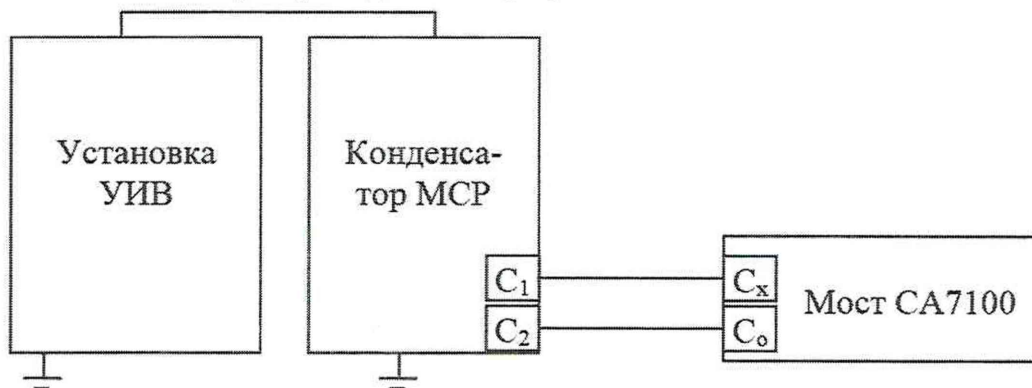 Установка
УИВ
Конденса-
тор МСР
C₁
C₂
Cₓ
Cₒ
Мост СА7100